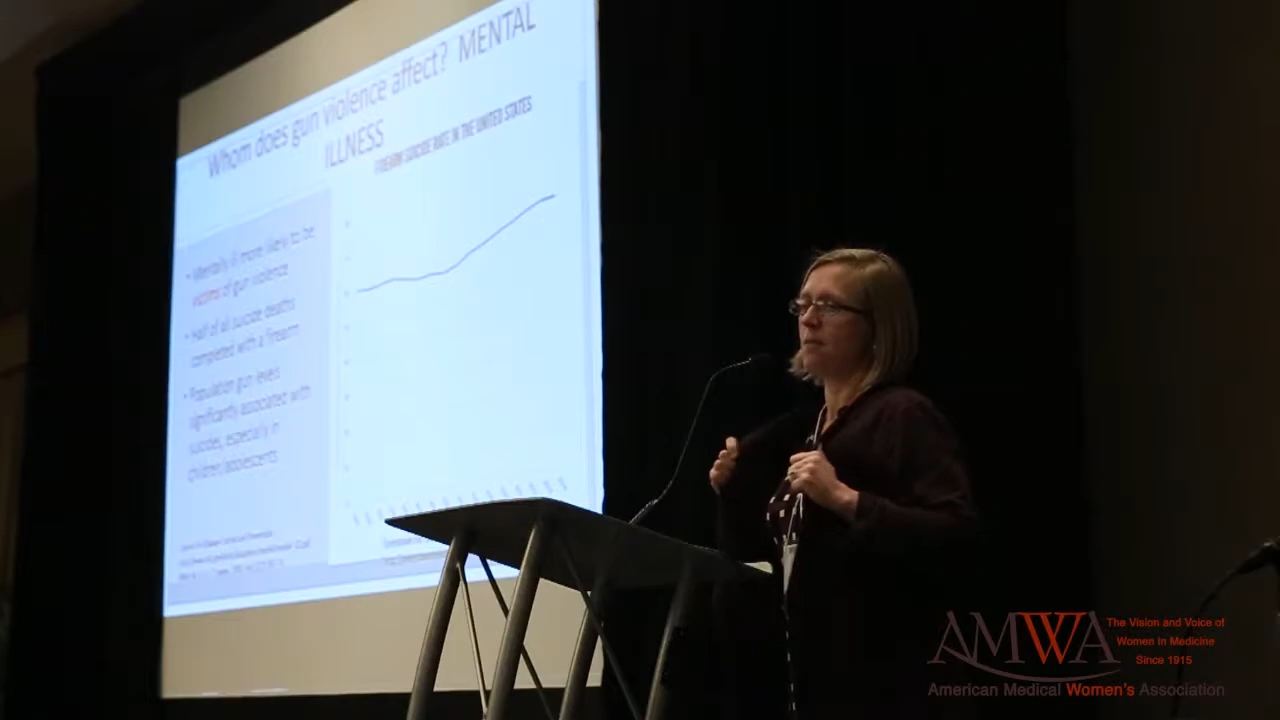 Whom does gun violence affect? MENTAL
ILLNESS
FIREARM SUICIDE RATE IN THE UNITED STATES
• Mentally ill more likely to be
victims of gun violence
• Half of all suicide deaths
completed with a firearm
• Population gun levels
significantly associated with
suicides, especially in
children/adolescents
AMWA
The Vision and Voice of
Women in Medicine
Since 1915
American Medical Women's Association